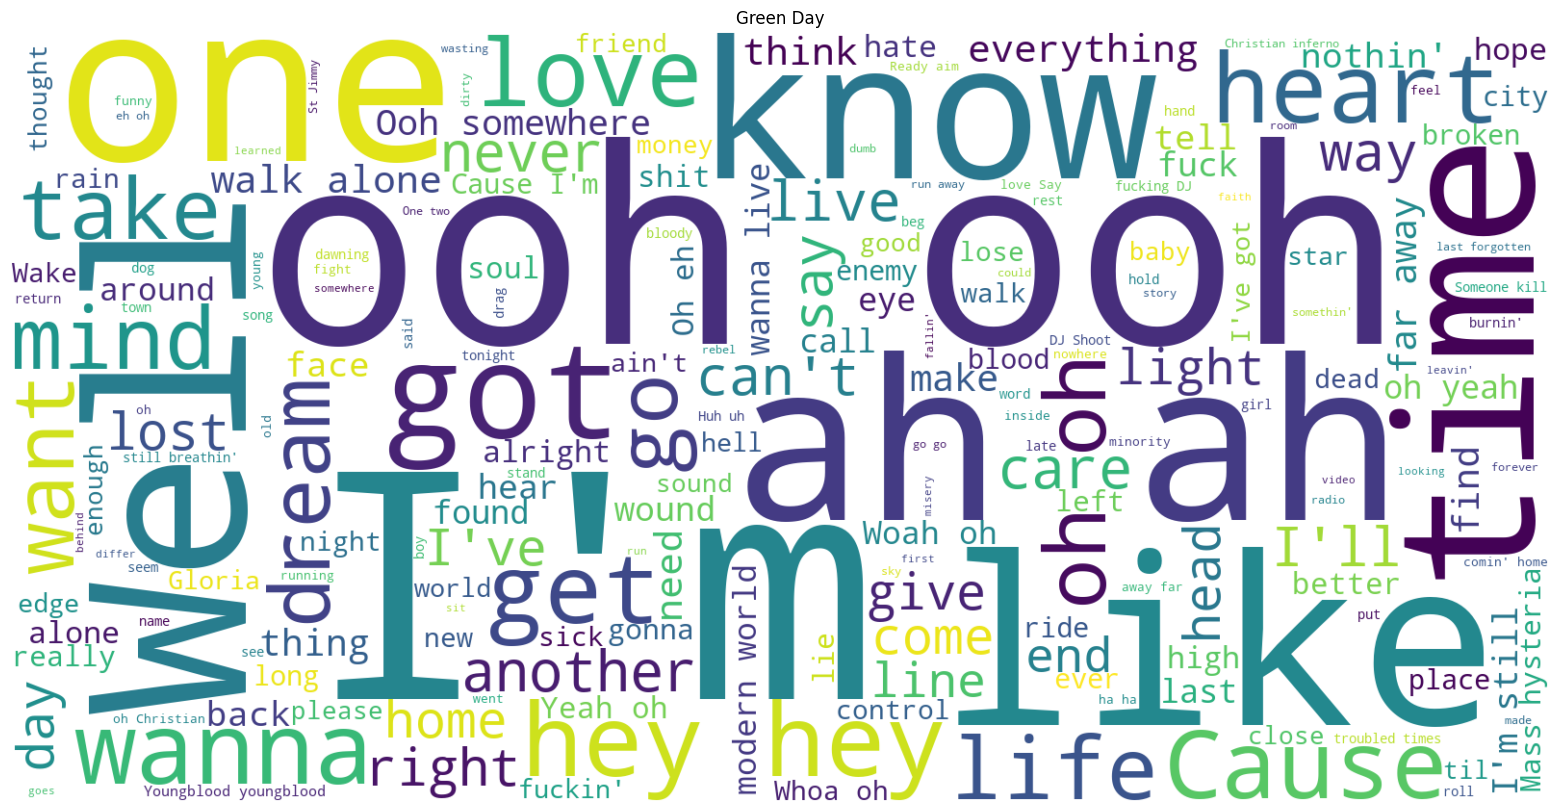 Green Day
one
know
love
friend
wasting
think
hate
everything
Ready aim
Christian inferno
nothin'
hope
thought
funny
eh oh
St Jimmy
dirty
heart
feel
city
Ooh somewhere
hand
room
learned
never
money
dumb
tell
fuck
way
broken
take
rain
walk alone
Cause I'm
shit
wanna live
live
run away
love Say
rest
fucking DJ
faith
time
ooh ooh
One two
bloody
beg
well
dawning
fight
somewhere
soul
drag
say
good
enemy
eye
lose
could
walk
baby
hold
story
star
I've got
somethin'
far away
last forgotten
Someone kill
burnin'
Wake
return
dog
around
town
young
song
mind
said
Oh eh
call
fallin'
face
tonight
ain't
rebel
can't
make
blood
DJ Shoot
nowhere
light
dead
oh yeah
leavin'
want
oh
lost
old
dream
got
go
Huh uh
hell
ah ah
go go
word
inside
late
oh ooh
minority
girl
still breathin'
enough
alright
stand
hear
sound
misery
care
left
video
radio
find
looking
forever
behind
differ
seem
night
found
wound
I'm
Woah oh
boy
I've
run
first
sky
like
head
I'll
comin' home
Gloria
running
world
sit
get
need
modern world
give
away far
better
put
edge
name
alone
really
see
thing
new
sick
gonna
lie
come
ride
end
high
long
another
line
ever
last
place
I'm still
Mass hysteria
day
oh Christian
back
please
went
home
Yeah oh
control
ha ha
made
wanna
right
hey hey
life
Cause
close
troubled times
til
goes
Youngblood youngblood
fuckin'
Whoa oh
roll